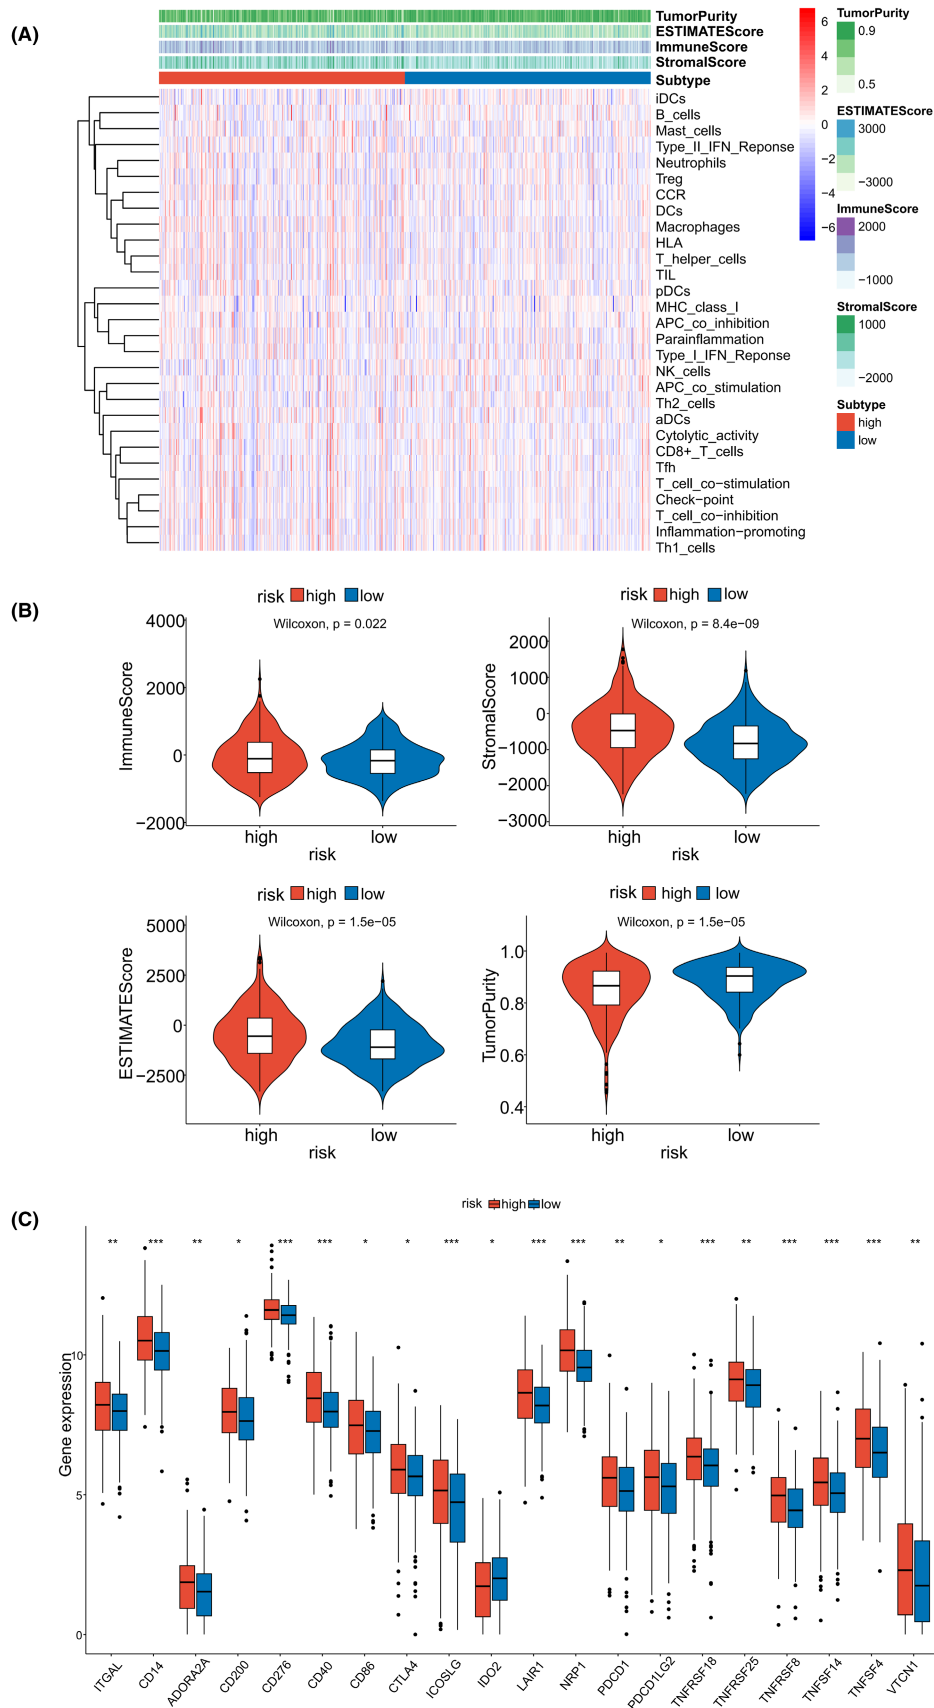 (A)
TumorPurity
ESTIMATEScore
ImmuneScore
StromalScore
Subtype
iDCs
B_cells
Mast_cells
Type_II_IFN_Reponse
Neutrophils
Treg
CCR
DCs
Macrophages
HLA
T_helper_cells
TIL
pDCs
MHC_class_I
APC_co_inhibition
Parainflammation
Type_I_IFN_Reponse
NK_cells
APC_co_stimulation
Th2_cells
aDCs
Cytolytic_activity
CD8+_T_cells
Tfh
T_cell_co-stimulation
Check-point
T_cell_co-inhibition
Inflammation-promoting
Th1_cells
6
4
2
0
−2
−4
−6
TumorPurity
0.9
0.5
ESTIMATEScore
3000
−3000
ImmuneScore
2000
−1000
StromalScore
1000
−2000
Subtype
high
low
(B)
risk high low
Wilcoxon, p = 0.022
ImmuneScore
4000
2000
0
−2000
high low
risk
risk high low
Wilcoxon, p = 8.4e−09
StromalScore
2000
1000
0
−1000
−2000
−3000
high low
risk
risk high low
Wilcoxon, p = 1.5e−05
ESTIMATEScore
5000
2500
0
−2500
high low
risk
risk high low
Wilcoxon, p = 1.5e−05
TumorPurity
1.0
0.8
0.6
0.4
high low
risk
(C)
risk high low
** *** ** * *** *** * * *** * *** *** ** * *** ** *** *** *** **
Gene expression
10
5
0
ITGAL
CD14
ADORA2A
CD200
CD276
CD40
CD86
CTLA4
ICOSLG
IDO2
LAIR1
NRP1
PDCD1
PDCD1LG2
TNFRSF18
TNFRSF25
TNFRSF8
TNFSF14
TNFSF4
VTCN1